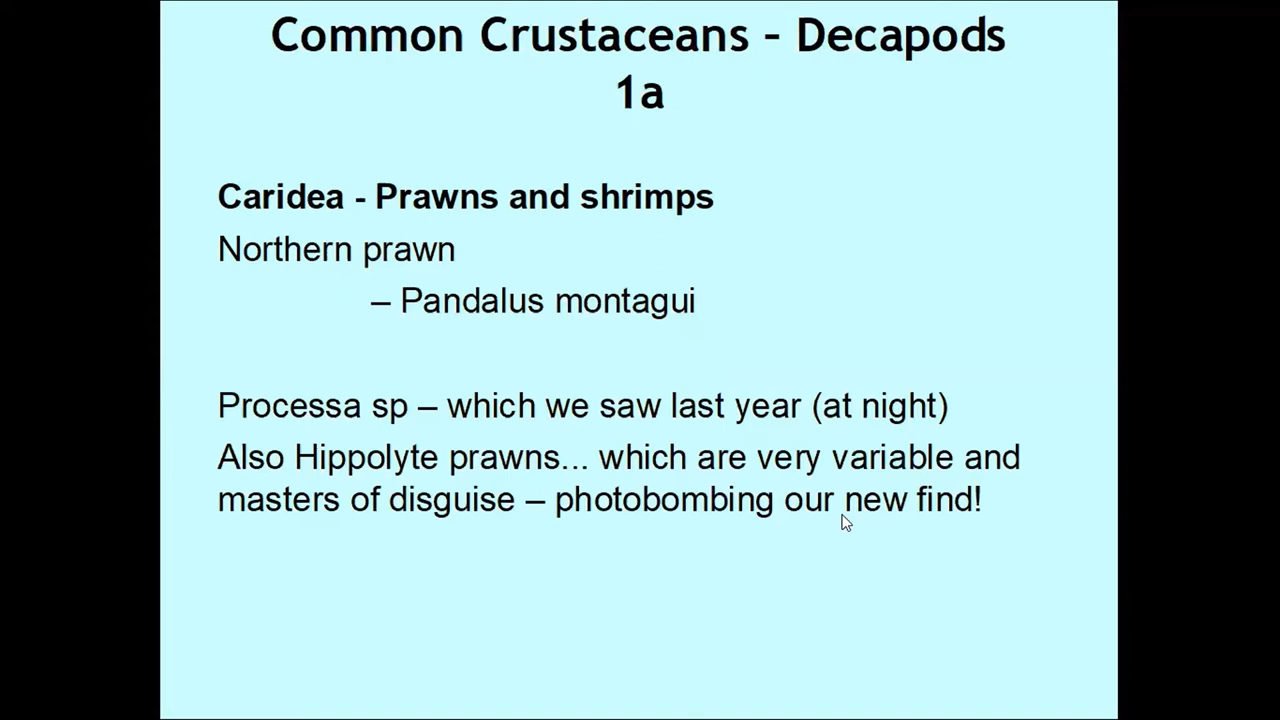 Common Crustaceans – Decapods
1a
Caridea - Prawns and shrimps
Northern prawn
– Pandalus montagui
Processa sp – which we saw last year (at night)
Also Hippolyte prawns... which are very variable and
masters of disguise – photobombing our new find!